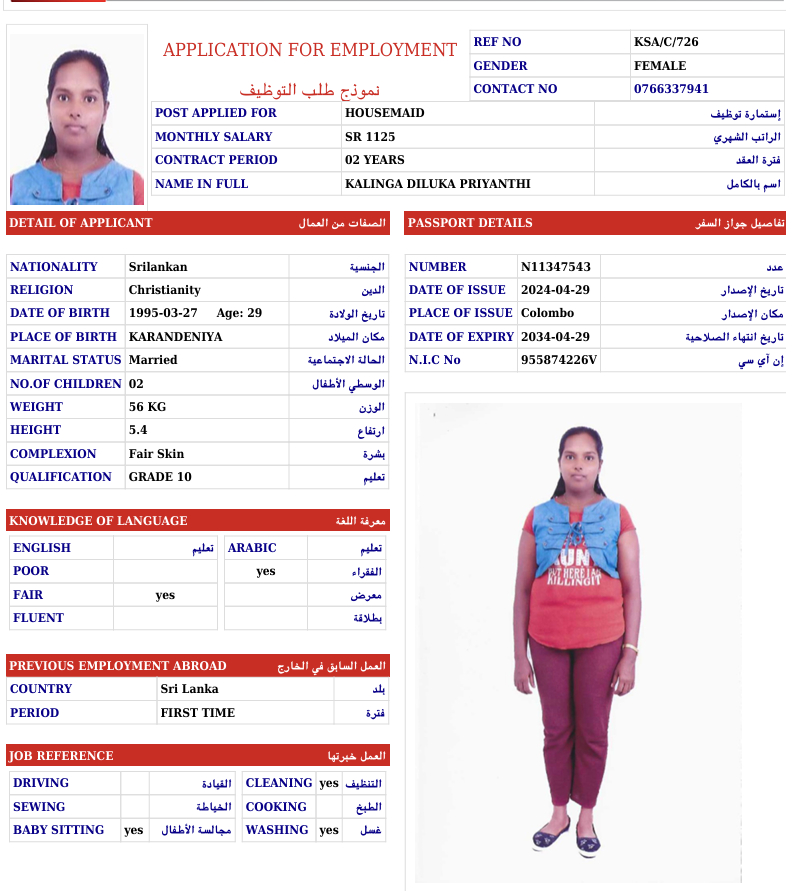 APPLICATION FOR EMPLOYMENT
نموذج طلب التوظيف
REF NO KSA/C/726
GENDER FEMALE
CONTACT NO 0766337941
POST APPLIED FOR HOUSEMAID إستمارة توظيف
MONTHLY SALARY SR 1125 الراتب الشهري
CONTRACT PERIOD 02 YEARS فترة العقد
NAME IN FULL KALINGA DILUKA PRIYANTHI اسم بالكامل
DETAIL OF APPLICANT الصفات من العمال
NATIONALITY Srilankan الجنسية
RELIGION Christianity الدين
DATE OF BIRTH 1995-03-27 Age: 29 تاريخ الولادة
PLACE OF BIRTH KARANDENIYA مكان الميلاد
MARITAL STATUS Married الحالة الاجتماعية
NO.OF CHILDREN 02 الوسطي الأطفال
WEIGHT 56 KG الوزن
HEIGHT 5.4 ارتفاع
COMPLEXION Fair Skin بشرة
QUALIFICATION GRADE 10 تعليم
KNOWLEDGE OF LANGUAGE معرفة اللغة
ENGLISH تعليم ARABIC تعليم
POOR yes الفقراء
FAIR yes معرض
FLUENT بطلاقة
PREVIOUS EMPLOYMENT ABROAD العمل السابق في الخارج
COUNTRY Sri Lanka بلد
PERIOD FIRST TIME فترة
JOB REFERENCE العمل خبرتها
DRIVING القيادة CLEANING yes التنظيف
SEWING الخياطة COOKING الطبخ
BABY SITTING yes مجالسة الأطفال WASHING yes غسل
PASSPORT DETAILS تفاصيل جواز السفر
NUMBER N11347543 عدد
DATE OF ISSUE 2024-04-29 تاريخ الإصدار
PLACE OF ISSUE Colombo مكان الإصدار
DATE OF EXPIRY 2034-04-29 تاريخ انتهاء الصلاحية
N.I.C No 955874226V إن آي سي
RUN
BUT HERE I AM
KILLINGIT